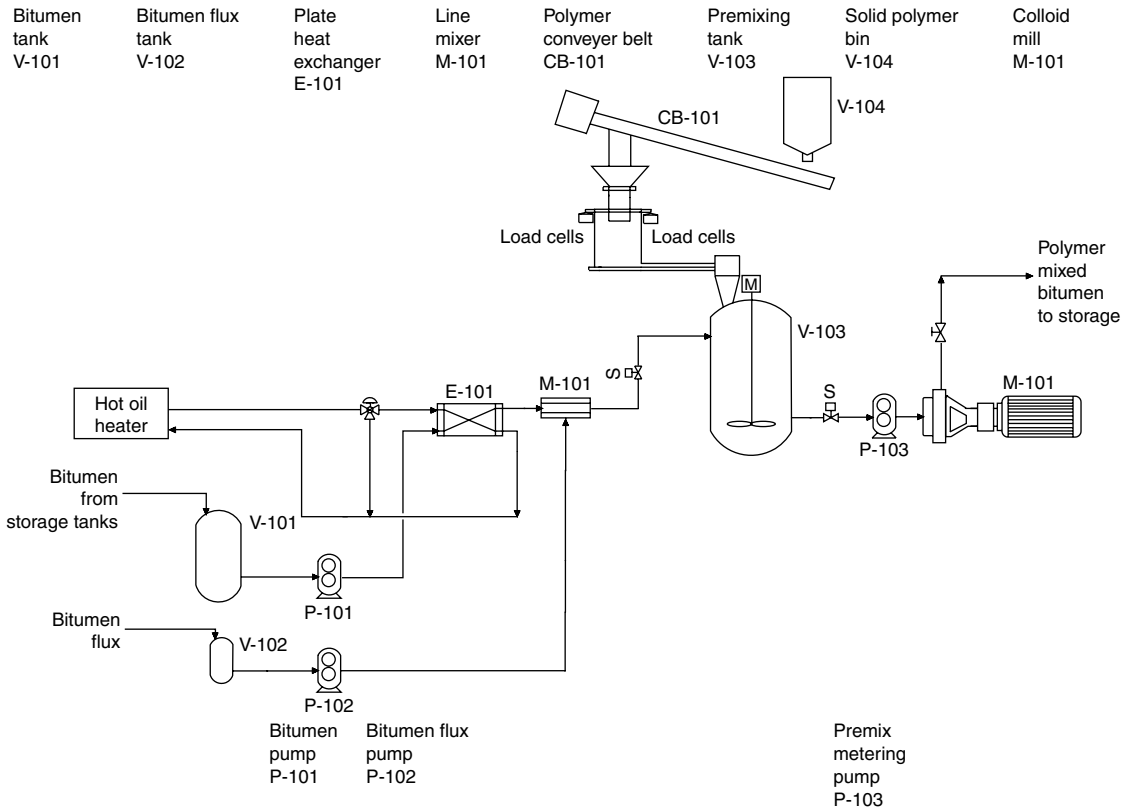 Bitumen
tank
V-101
Bitumen flux
tank
V-102
Plate
heat
exchanger
E-101
Line
mixer
M-101
Polymer
conveyer belt
CB-101
Premixing
tank
V-103
Solid polymer
bin
V-104
Colloid
mill
M-101
CB-101
V-104
Load cells
Load cells
M
Polymer
mixed
bitumen
to storage
V-103
S
E-101
M-101
Hot oil
heater
S
M-101
P-103
Bitumen
from
storage tanks
V-101
P-101
Bitumen
flux
V-102
P-102
Bitumen
pump
P-101
Bitumen flux
pump
P-102
Premix
metering
pump
P-103